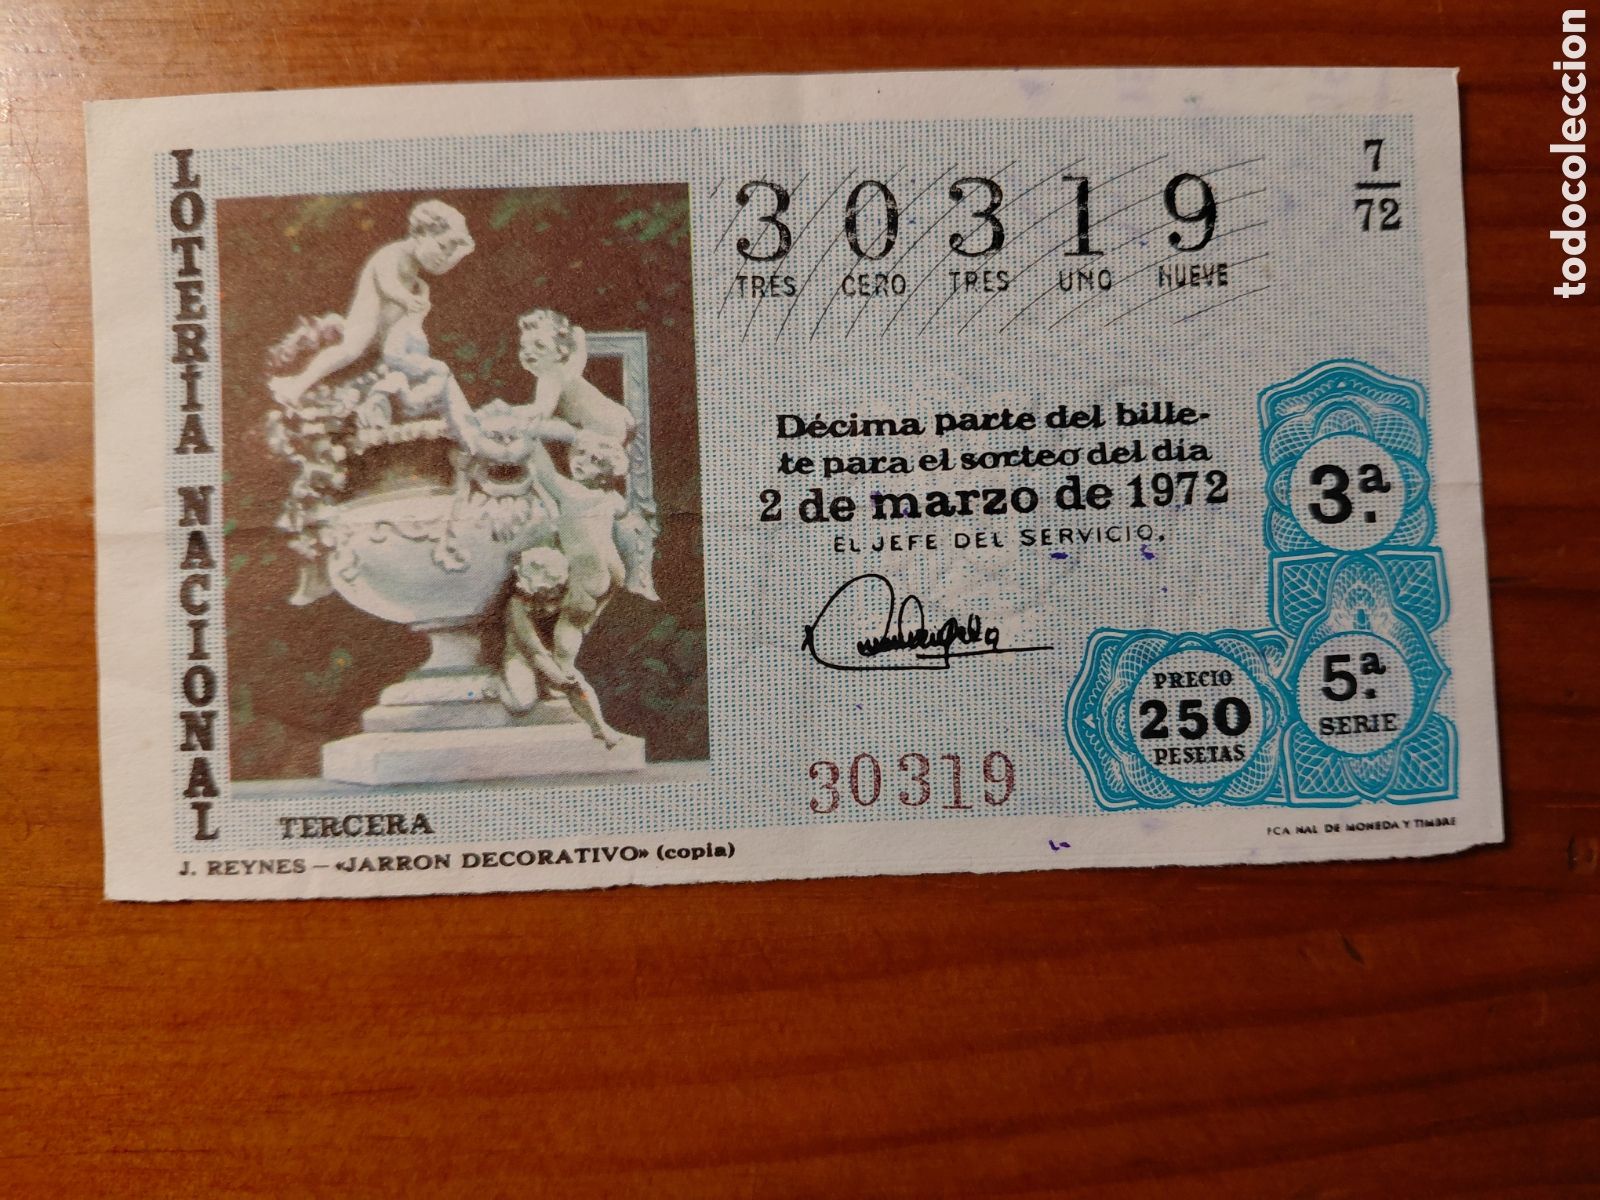 LOTERÍA NACIONAL
30319
TRES CERO TRES UNO NUEVE
7
72
Décima parte del bille-
te para el sorteo del día
2 de marzo de 1972
EL JEFE DEL SERVICIO.
3ª
5ª
SERIE
PRECIO
250
PESETAS
30319
TERCERA
J. REYNES – «JARRON DECORATIVO» (copia)
FCA NAL DE MONEDA Y TIMBRE
todocoleccion